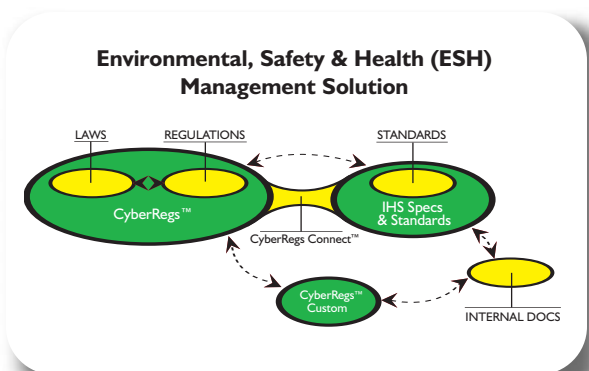 Environmental, Safety & Health (ESH)
Management Solution
LAWS
REGULATIONS
STANDARDS
CyberRegs™
IHS Specs
& Standards
CyberRegs Connect™
CyberRegs™
Custom
INTERNAL DOCS